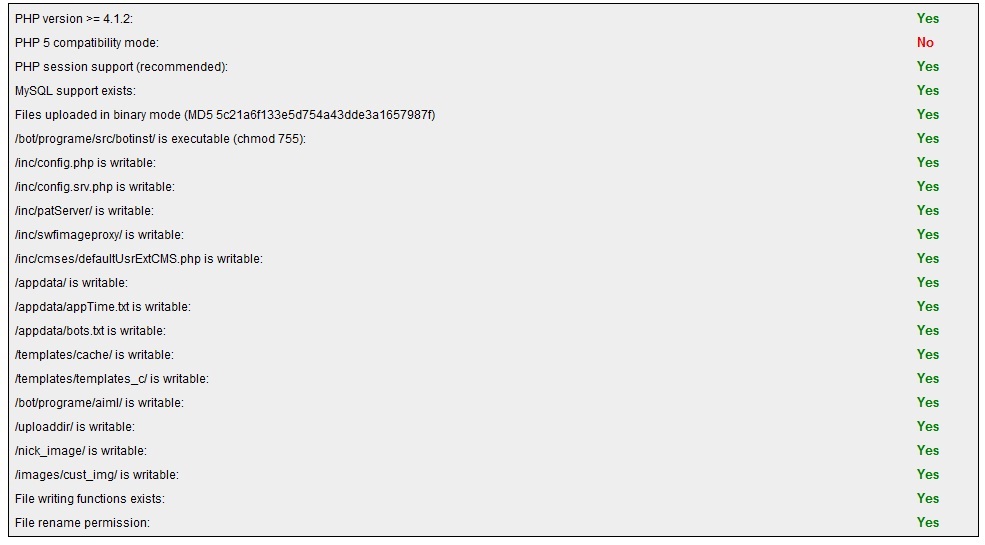 PHP version >= 4.1.2: Yes
PHP 5 compatibility mode: No
PHP session support (recommended): Yes
MySQL support exists: Yes
Files uploaded in binary mode (MD5 5c21a6f133e5d754a43dde3a1657987f) Yes
/bot/programe/src/botinst/ is executable (chmod 755): Yes
/inc/config.php is writable: Yes
/inc/config.srv.php is writable: Yes
/inc/patServer/ is writable: Yes
/inc/swfimageproxy/ is writable: Yes
/inc/cmses/defaultUsrExtCMS.php is writable: Yes
/appdata/ is writable: Yes
/appdata/appTime.txt is writable: Yes
/appdata/bots.txt is writable: Yes
/templates/cache/ is writable: Yes
/templates/templates_c/ is writable: Yes
/bot/programe/aiml/ is writable: Yes
/uploaddir/ is writable: Yes
/nick_image/ is writable: Yes
/images/cust_img/ is writable: Yes
File writing functions exists: Yes
File rename permission: Yes